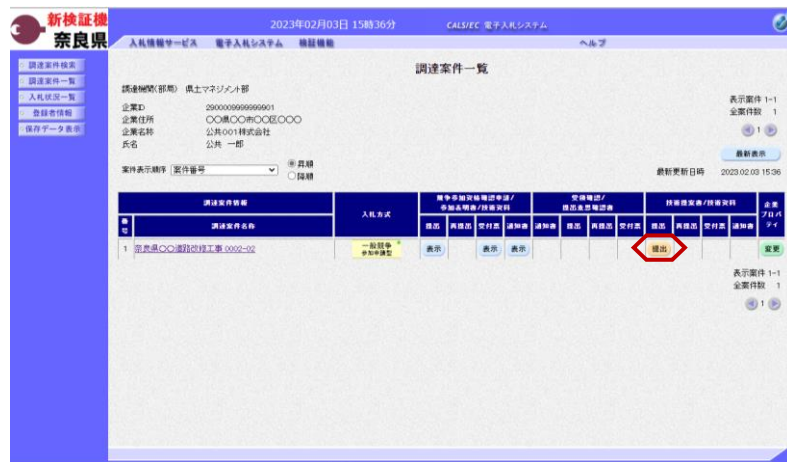 新検証機
奈良県
2023年02月03日 15時36分
CALS/EC 電子入札システム
入札情報サービス 電子入札システム 検証機能 ヘルプ
調達案件検索
調達案件一覧
入札状況一覧
登録者情報
保存データ表示
調達案件一覧
調達機関(部局) 県土マネジメント部
企業ID 2900009999999901
企業住所 〇〇県〇〇市〇〇区〇〇〇
企業名称 公共001株式会社
氏名 公共 一郎
表示案件 1-1
全案件数 1
1
案件表示順序 案件番号
昇順
降順
最新表示
最新更新日時 2023.02.03 15:36
調達案件情報 入札方式 競争参加資格確認申請/参加表明書/技術資料 受領確認/提出意思確認書 技術提案書/技術資料 企業プロパティ
番号 調達案件名称 提出 再提出 受付票 通知書 通知書 提出 再提出 受付票 提出 再提出 受付票 通知書
1 奈良県〇〇道路改修工事 0002-02 一般競争 参加申請型 表示 表示 表示 提出 変更
表示案件 1-1
全案件数 1
1